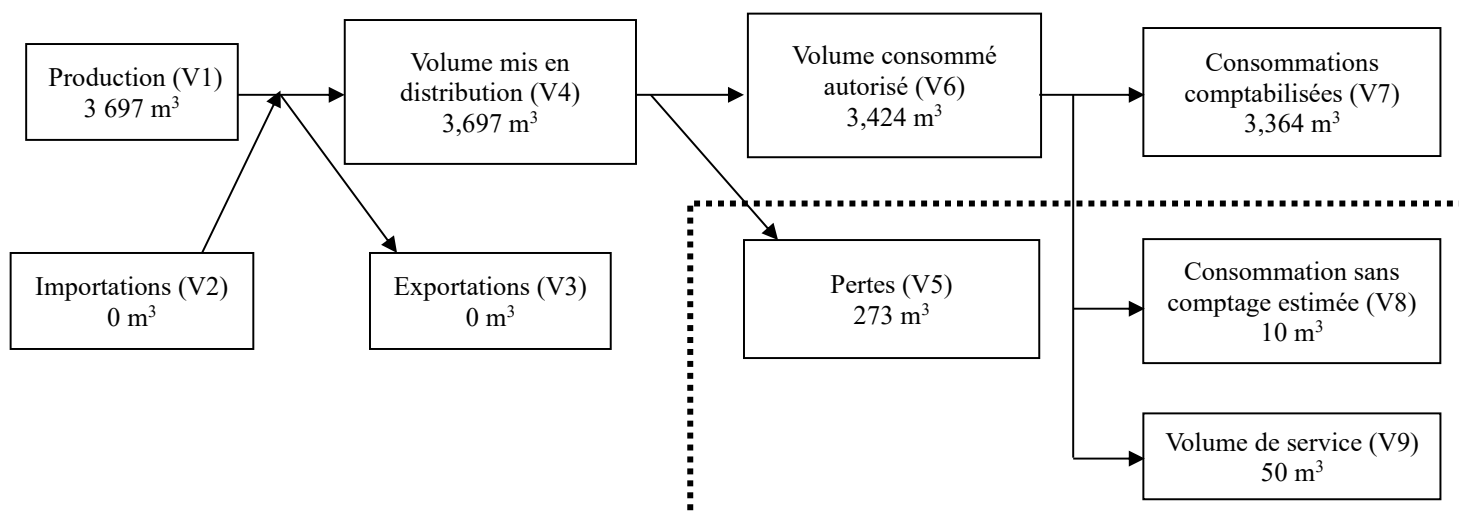 Production (V1)
3 697 m³
Volume mis en
distribution (V4)
3,697 m³
Volume consommé
autorisé (V6)
3,424 m³
Consommations
comptabilisées (V7)
3,364 m³
Importations (V2)
0 m³
Exportations (V3)
0 m³
Pertes (V5)
273 m³
Consommation sans
comptage estimée (V8)
10 m³
Volume de service (V9)
50 m³